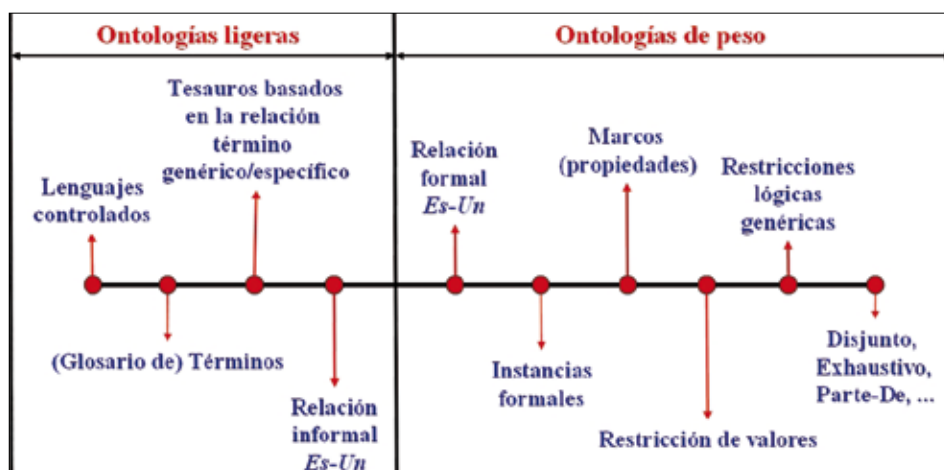 Ontologías ligeras
Ontologías de peso
Tesauros basados
en la relación
término
genérico/específico
Lenguajes
controlados
(Glosario de) Términos
Relación
informal
Es-Un
Relación
formal
Es-Un
Marcos
(propiedades)
Restricciones
lógicas
genéricas
Instancias
formales
Restricción de valores
Disjunto,
Exhaustivo,
Parte-De, ...